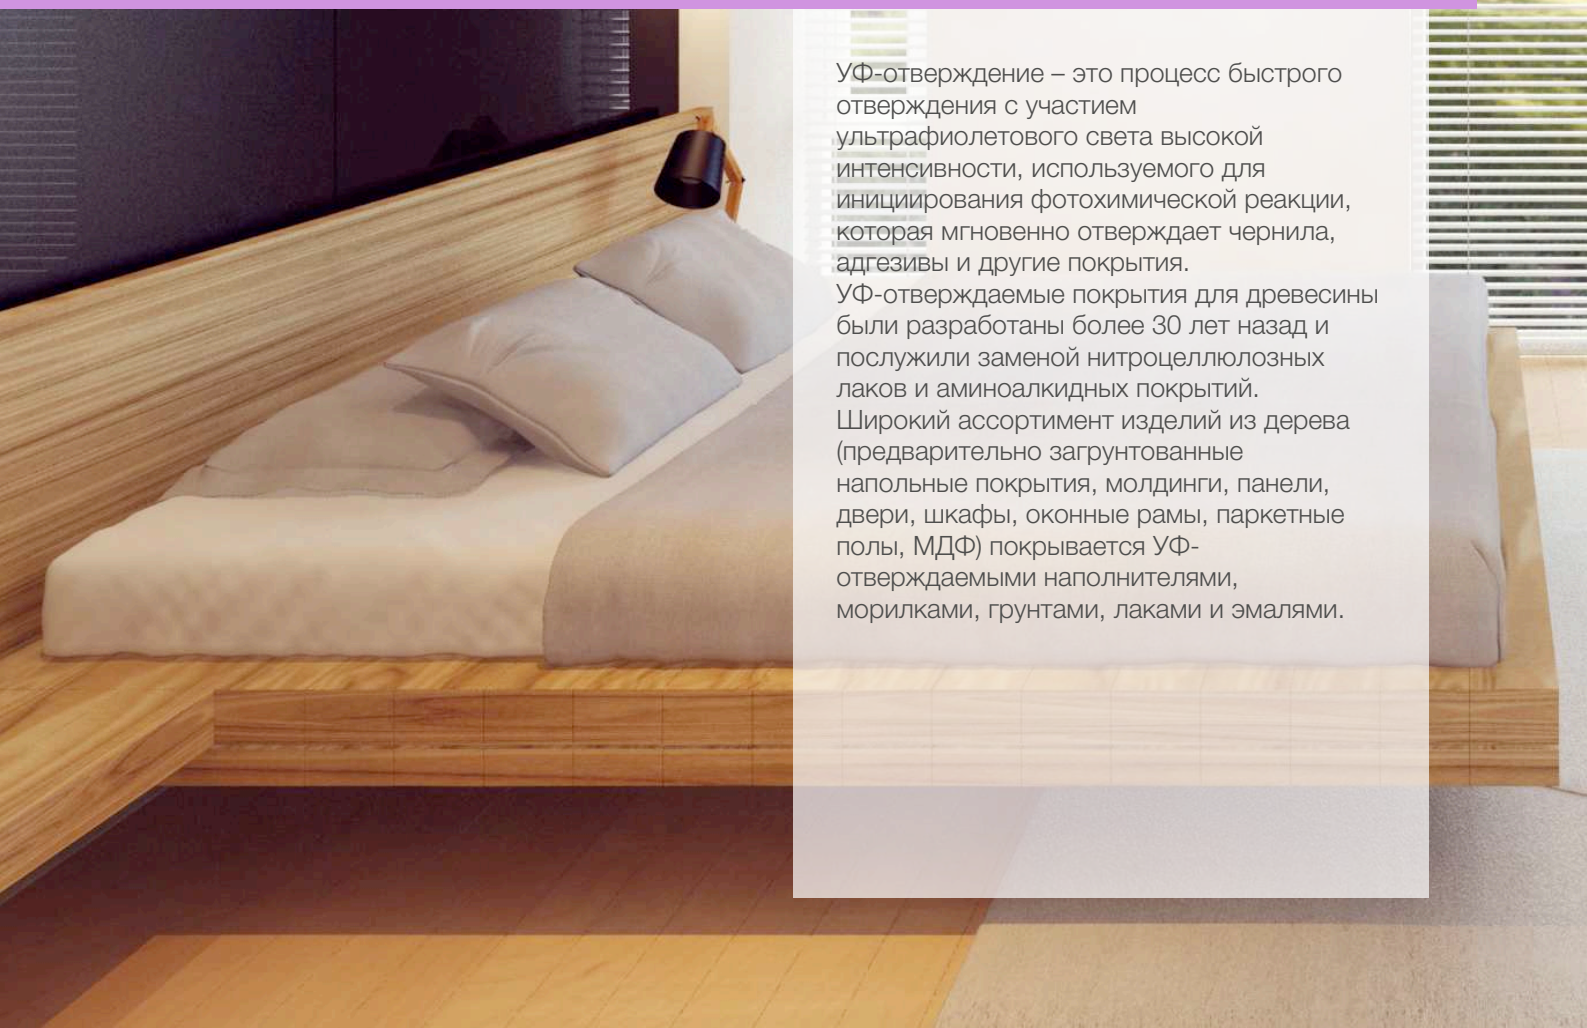 УФ-отверждение – это процесс быстрого
отверждения с участием
ультрафиолетового света высокой
интенсивности, используемого для
инициирования фотохимической реакции,
которая мгновенно отверждает чернила,
адгезивы и другие покрытия.
УФ-отверждаемые покрытия для древесины
были разработаны более 30 лет назад и
послужили заменой нитроцеллюлозных
лаков и аминоалкидных покрытий.
Широкий ассортимент изделий из дерева
(предварительно загрунтованные
напольные покрытия, молдинги, панели,
двери, шкафы, оконные рамы, паркетные
полы, МДФ) покрывается УФ-
отверждаемыми наполнителями,
морилками, грунтами, лаками и эмалями.